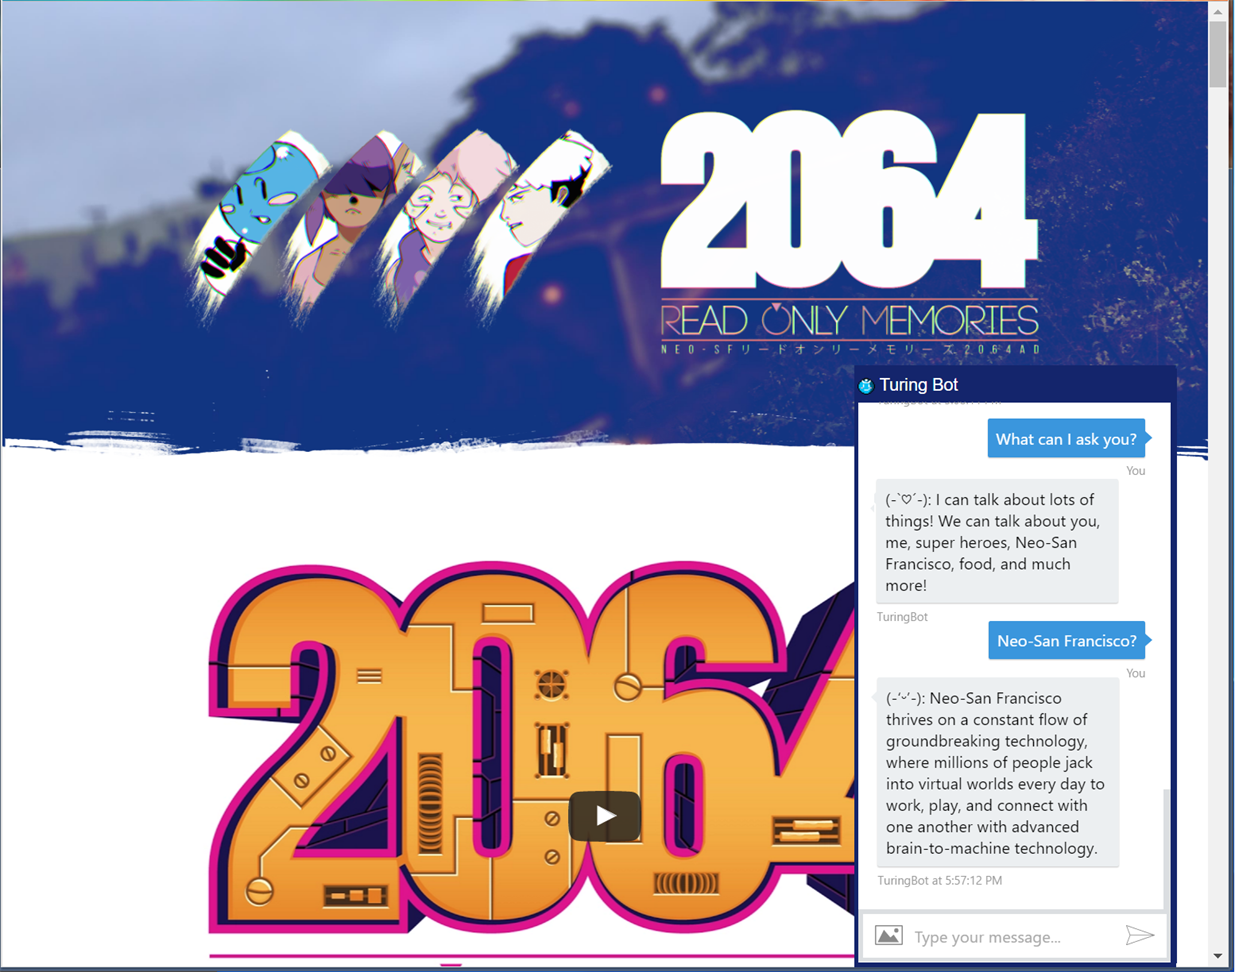 2064
READ ONLY MEMORIES
NEO-SFリードオンリーメモリーズ2064AD
Turing Bot
What can I ask you?
You
(-`♡´-): I can talk about lots of
things! We can talk about you,
me, super heroes, Neo-San
Francisco, food, and much
more!
TuringBot
Neo-San Francisco?
You
(-‘ᵕ’-): Neo-San Francisco
thrives on a constant flow of
groundbreaking technology,
where millions of people jack
into virtual worlds every day to
work, play, and connect with
one another with advanced
brain-to-machine technology.
TuringBot at 5:57:12 PM
Type your message...
2064